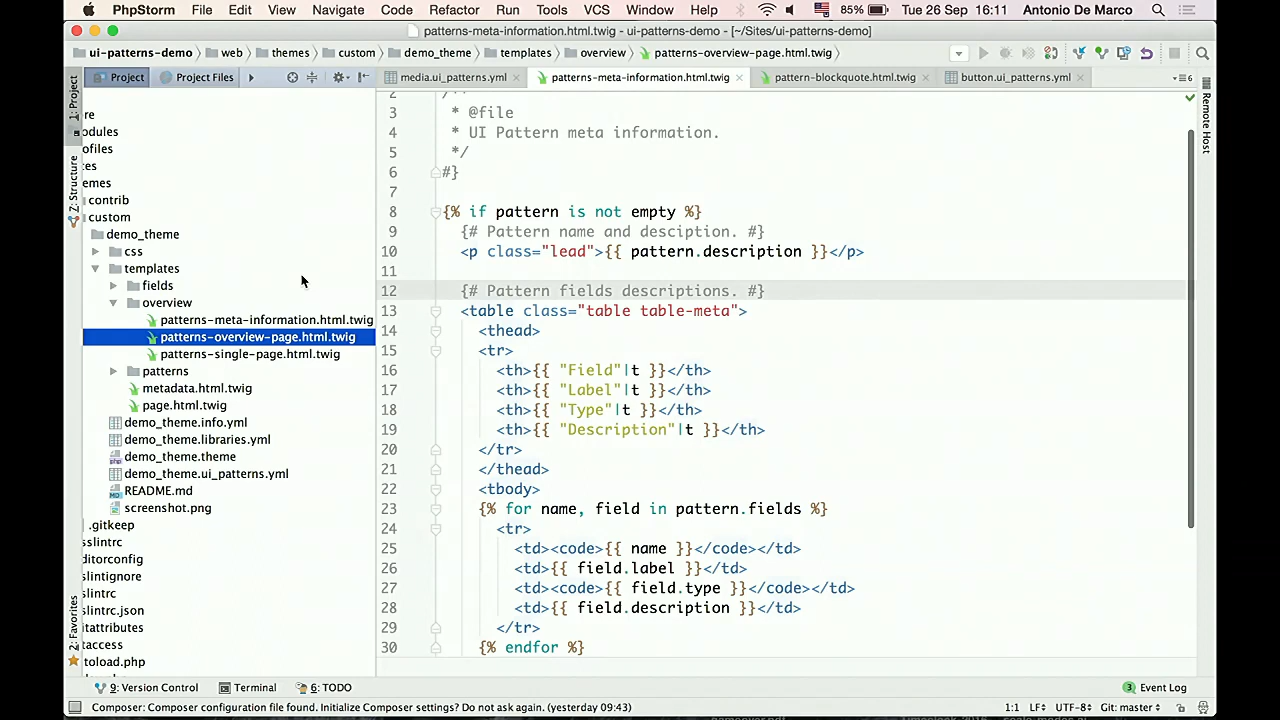 PhpStorm File Edit View Navigate Code Refactor Run Tools VCS Window Help 85% Tue 26 Sep 16:11 Antonio De Marco
patterns-meta-information.html.twig - ui-patterns-demo - [~/Sites/ui-patterns-demo]
ui-patterns-demo web themes custom demo_theme templates overview patterns-overview-page.html.twig
Project Project Files media.ui_patterns.yml patterns-meta-information.html.twig pattern-blockquote.html.twig button.ui_patterns.yml 6
1: Project
Z: Structure
2: Favorites
re
odules
ofiles
es
emes
contrib
custom
demo_theme
css
templates
fields
overview
patterns-meta-information.html.twig
patterns-overview-page.html.twig
patterns-single-page.html.twig
patterns
metadata.html.twig
page.html.twig
demo_theme.info.yml
demo_theme.libraries.yml
demo_theme.theme
demo_theme.ui_patterns.yml
README.md
screenshot.png
.gitkeep
sslintrc
ditorconfig
slintignore
slintrc
slintrc.json
itattributes
taccess
toload.php
2 /**
3 * @file
4 * UI Pattern meta information.
5 */
6 #}
7
8 {% if pattern is not empty %}
9 {# Pattern name and desciption. #}
10 <p class="lead">{{ pattern.description }}</p>
11
12 {# Pattern fields descriptions. #}
13 <table class="table table-meta">
14 <thead>
15 <tr>
16 <th>{{ "Field"|t }}</th>
17 <th>{{ "Label"|t }}</th>
18 <th>{{ "Type"|t }}</th>
19 <th>{{ "Description"|t }}</th>
20 </tr>
21 </thead>
22 <tbody>
23 {% for name, field in pattern.fields %}
24 <tr>
25 <td><code>{{ name }}</code></td>
26 <td>{{ field.label }}</td>
27 <td><code>{{ field.type }}</code></td>
28 <td>{{ field.description }}</td>
29 </tr>
30 {% endfor %}
Remote Host
9: Version Control Terminal 6: TODO 3 Event Log
Composer: Composer configuration file found. Initialize Composer settings? Do not ask again. (yesterday 09:43) 1:1 LF UTF-8 Git: master